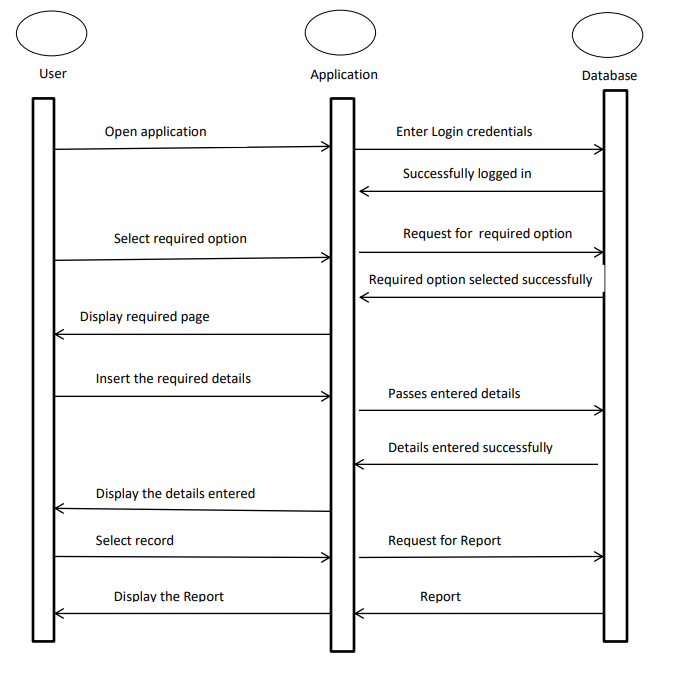 User
Application
Database
Open application
Enter Login credentials
Successfully logged in
Select required option
Request for required option
Required option selected successfully
Display required page
Insert the required details
Passes entered details
Details entered successfully
Display the details entered
Select record
Request for Report
Display the Report
Report